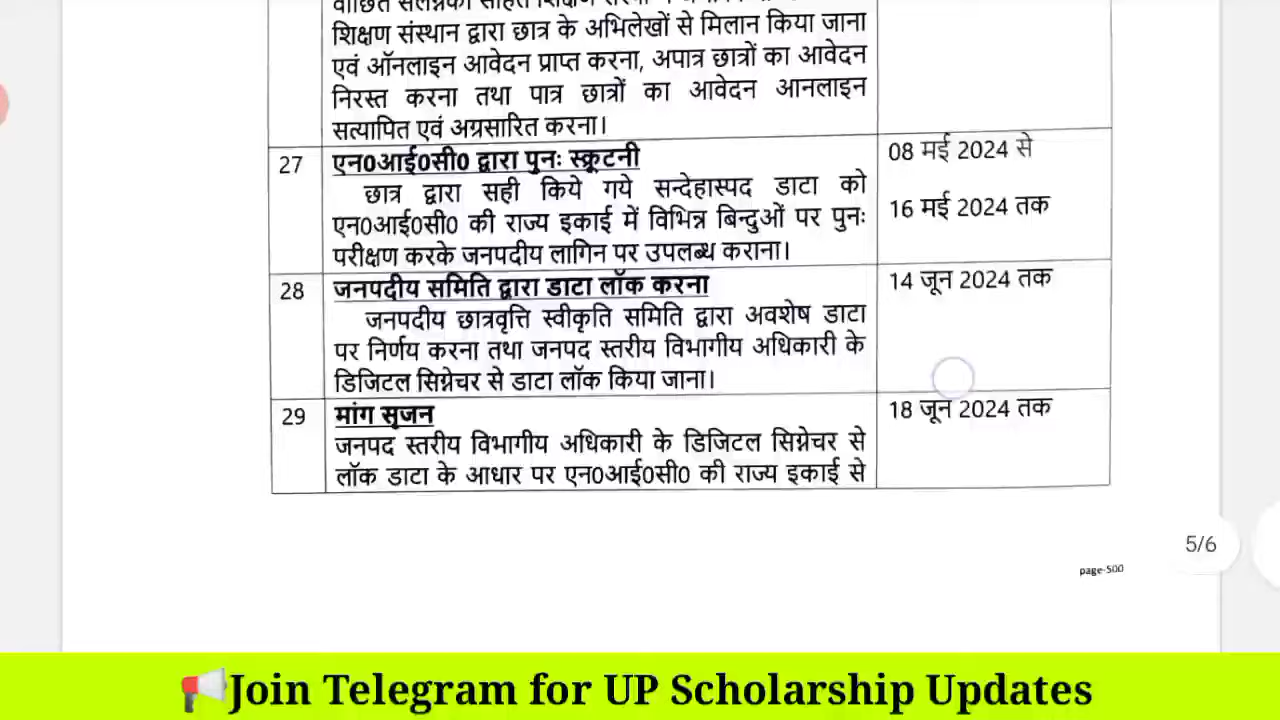 शिक्षण संस्थान द्वारा छात्र के अभिलेखों से मिलान किया जाना
एवं ऑनलाइन आवेदन प्राप्त करना, अपात्र छात्रों का आवेदन
निरस्त करना तथा पात्र छात्रों का आवेदन आनलाइन
सत्यापित एवं अग्रसारित करना।
27
एन0आई0सी0 द्वारा पुनः स्क्रूटनी
08 मई 2024 से
छात्र द्वारा सही किये गये सन्देहास्पद डाटा को
एन0आई0सी0 की राज्य इकाई में विभिन्न बिन्दुओं पर पुनः
16 मई 2024 तक
परीक्षण करके जनपदीय लागिन पर उपलब्ध कराना।
28
जनपदीय समिति द्वारा डाटा लॉक करना
14 जून 2024 तक
जनपदीय छात्रवृत्ति स्वीकृति समिति द्वारा अवशेष डाटा
पर निर्णय करना तथा जनपद स्तरीय विभागीय अधिकारी के
डिजिटल सिग्नेचर से डाटा लॉक किया जाना।
29
मांग सृजन
18 जून 2024 तक
जनपद स्तरीय विभागीय अधिकारी के डिजिटल सिग्नेचर से
लॉक डाटा के आधार पर एन0आई0सी0 की राज्य इकाई से
5/6
page-500
Join Telegram for UP Scholarship Updates